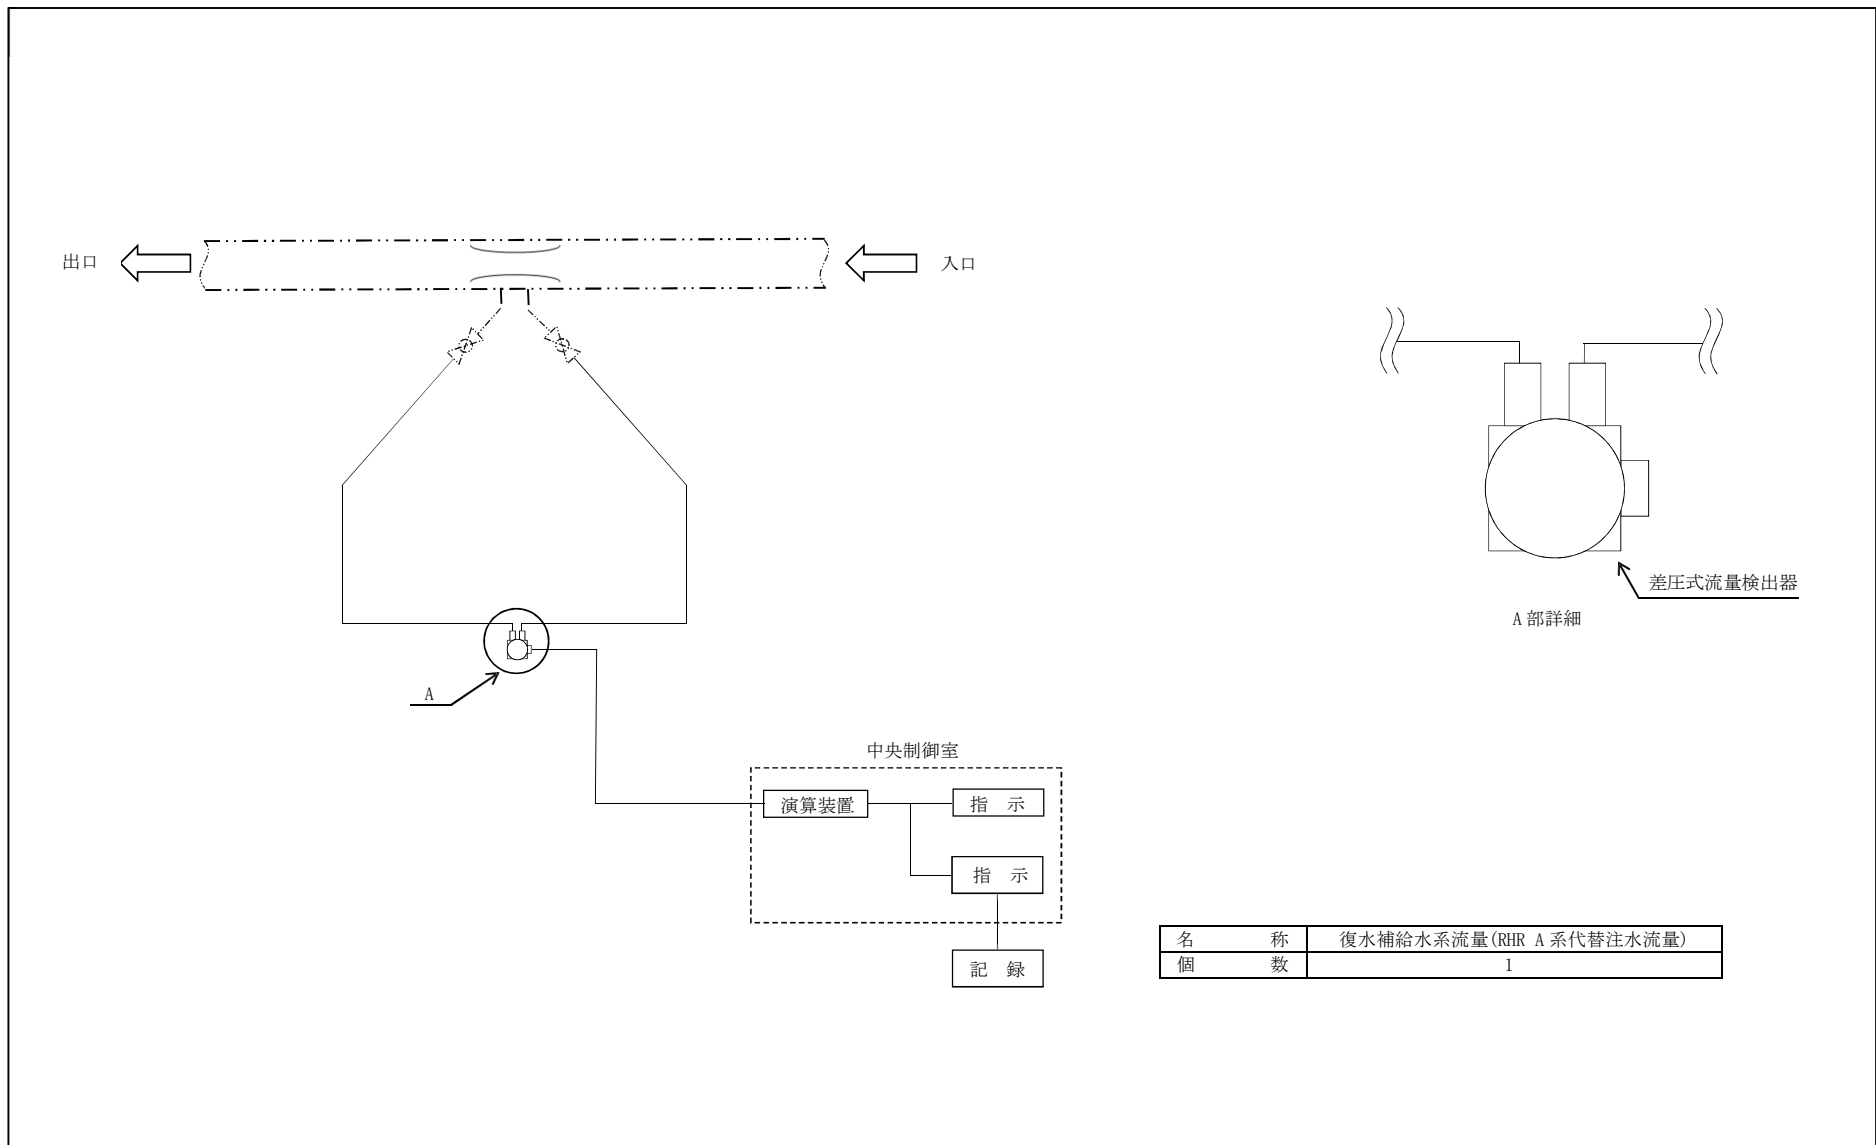 出口
入口
差圧式流量検出器
A 部詳細
A
中央制御室
演算装置
指 示
指 示
記 録
名 称 復水補給水系流量(RHR A 系代替注水流量)
個 数 1